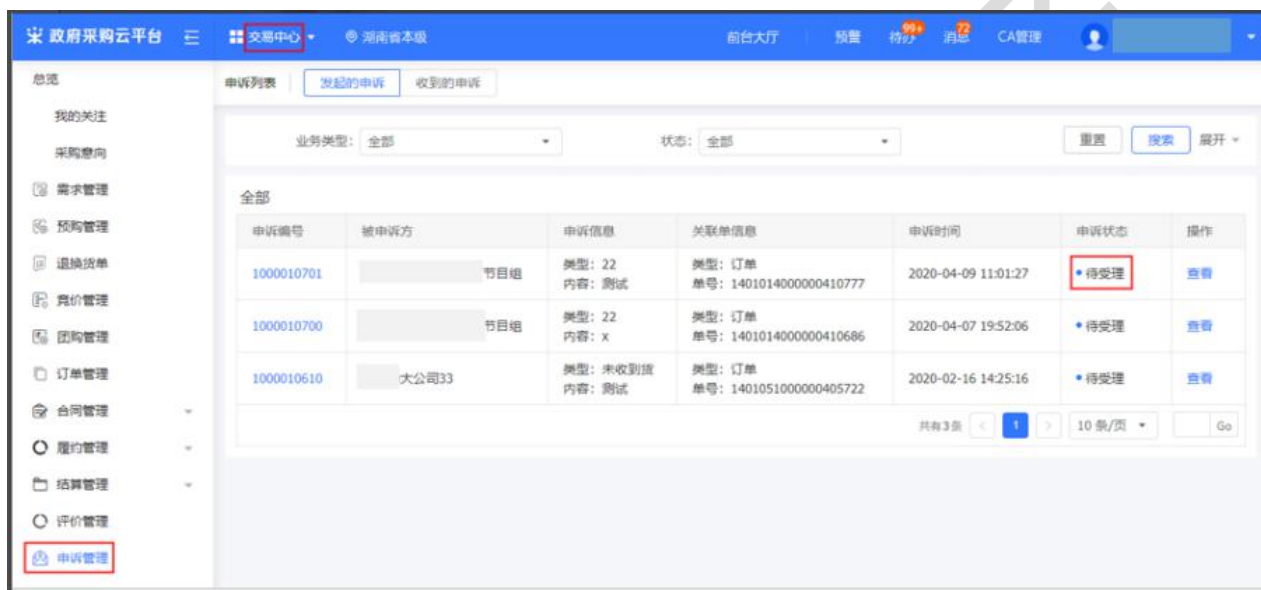 政府采购云平台 交易中心 湖南省本级 前台大厅 预警 待办 99+ 消息 22 CA管理
总览
我的关注
采购意向
需求管理
预购管理
退换货单
竞价管理
团购管理
订单管理
合同管理
履约管理
结算管理
评价管理
申诉管理
申诉列表 发起的申诉 收到的申诉
业务类型: 全部 状态: 全部 重置 搜索 展开
全部
申诉编号 被申诉方 申诉信息 关联单信息 申诉时间 申诉状态 操作
1000010701 节目组 类型: 22 类型: 订单 2020-04-09 11:01:27 待受理 查看
内容: 测试 单号: 1401014000000410777
1000010700 节目组 类型: 22 类型: 订单 2020-04-07 19:52:06 待受理 查看
内容: x 单号: 1401014000000410686
1000010610 大公司33 类型: 未收到货 类型: 订单 2020-02-16 14:25:16 待受理 查看
内容: 测试 单号: 1401051000000405722
共有3条 < 1 > 10 条/页 Go